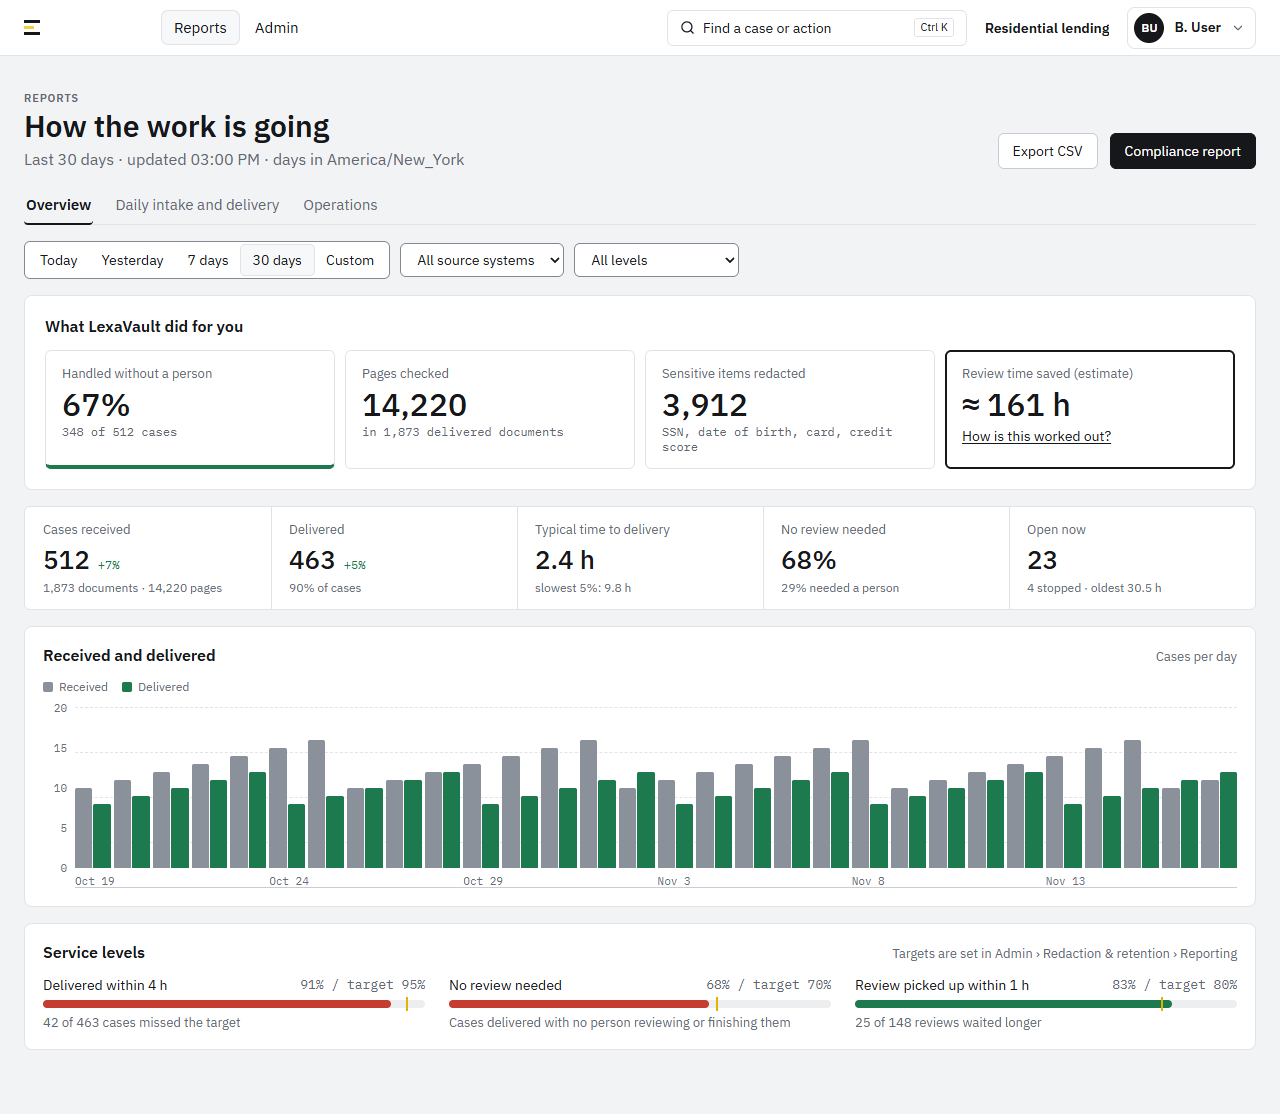 Reports
Admin
Find a case or action
Ctrl K
Residential lending
BU
B. User
REPORTS
How the work is going
Last 30 days · updated 03:00 PM · days in America/New_York
Export CSV
Compliance report
Overview
Daily intake and delivery
Operations
Today
Yesterday
7 days
30 days
Custom
All source systems
All levels
What LexaVault did for you
Handled without a person
67%
348 of 512 cases
Pages checked
14,220
in 1,873 delivered documents
Sensitive items redacted
3,912
SSN, date of birth, card, credit
score
Review time saved (estimate)
≈ 161 h
How is this worked out?
Cases received
512 +7%
1,873 documents · 14,220 pages
Delivered
463 +5%
90% of cases
Typical time to delivery
2.4 h
slowest 5%: 9.8 h
No review needed
68%
29% needed a person
Open now
23
4 stopped · oldest 30.5 h
Received and delivered
Cases per day
Received
Delivered
20
15
10
5
0
Oct 19
Oct 24
Oct 29
Nov 3
Nov 8
Nov 13
Service levels
Targets are set in Admin › Redaction & retention › Reporting
Delivered within 4 h
91% / target 95%
42 of 463 cases missed the target
No review needed
68% / target 70%
Cases delivered with no person reviewing or finishing them
Review picked up within 1 h
83% / target 80%
25 of 148 reviews waited longer